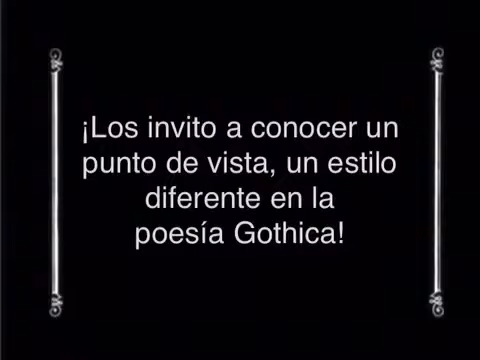 ¡Los invito a conocer un
punto de vista, un estilo
diferente en la
poesía Gothica!